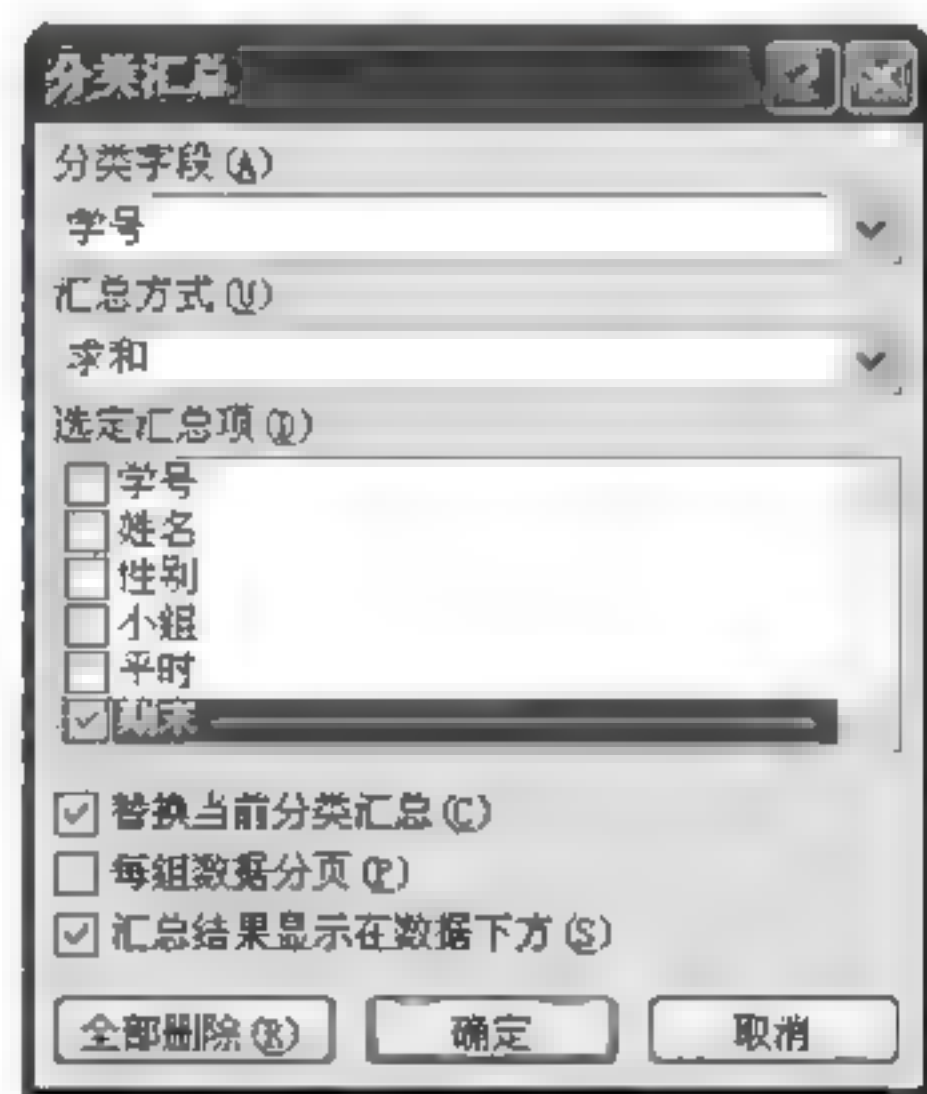 分类汇总
分类字段(A)
学号
汇总方式(U)
求和
选定汇总项(D)
学号
姓名
性别
小组
平时
期末
替换当前分类汇总(C)
每组数据分页(P)
汇总结果显示在数据下方(S)
全部删除(R) 确定 取消